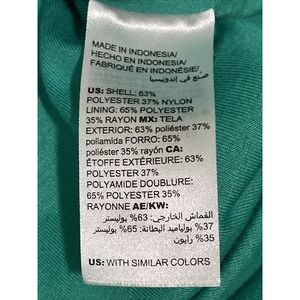 MADE IN INDONESIA/
HECHO EN INDONESIA/
FABRIQUÉ EN INDONÉSIE/
صنع في إندونيسيا
US: SHELL: 63%
POLYESTER 37% NYLON
LINING: 65% POLYESTER
35% RAYON MX: TELA
EXTERIOR: 63% poliéster 37%
poliamida FORRO: 65%
poliéster 35% rayón CA:
ÉTOFFE EXTÉRIEURE: 63%
POLYESTER 37%
POLYAMIDE DOUBLURE:
65% POLYESTER 35%
RAYONNE AE/KW:
القماش الخارجي: 63% بوليستر
37% بولياميد البطانة: 65% بوليستر
35% رايون
US: WITH SIMILAR COLORS